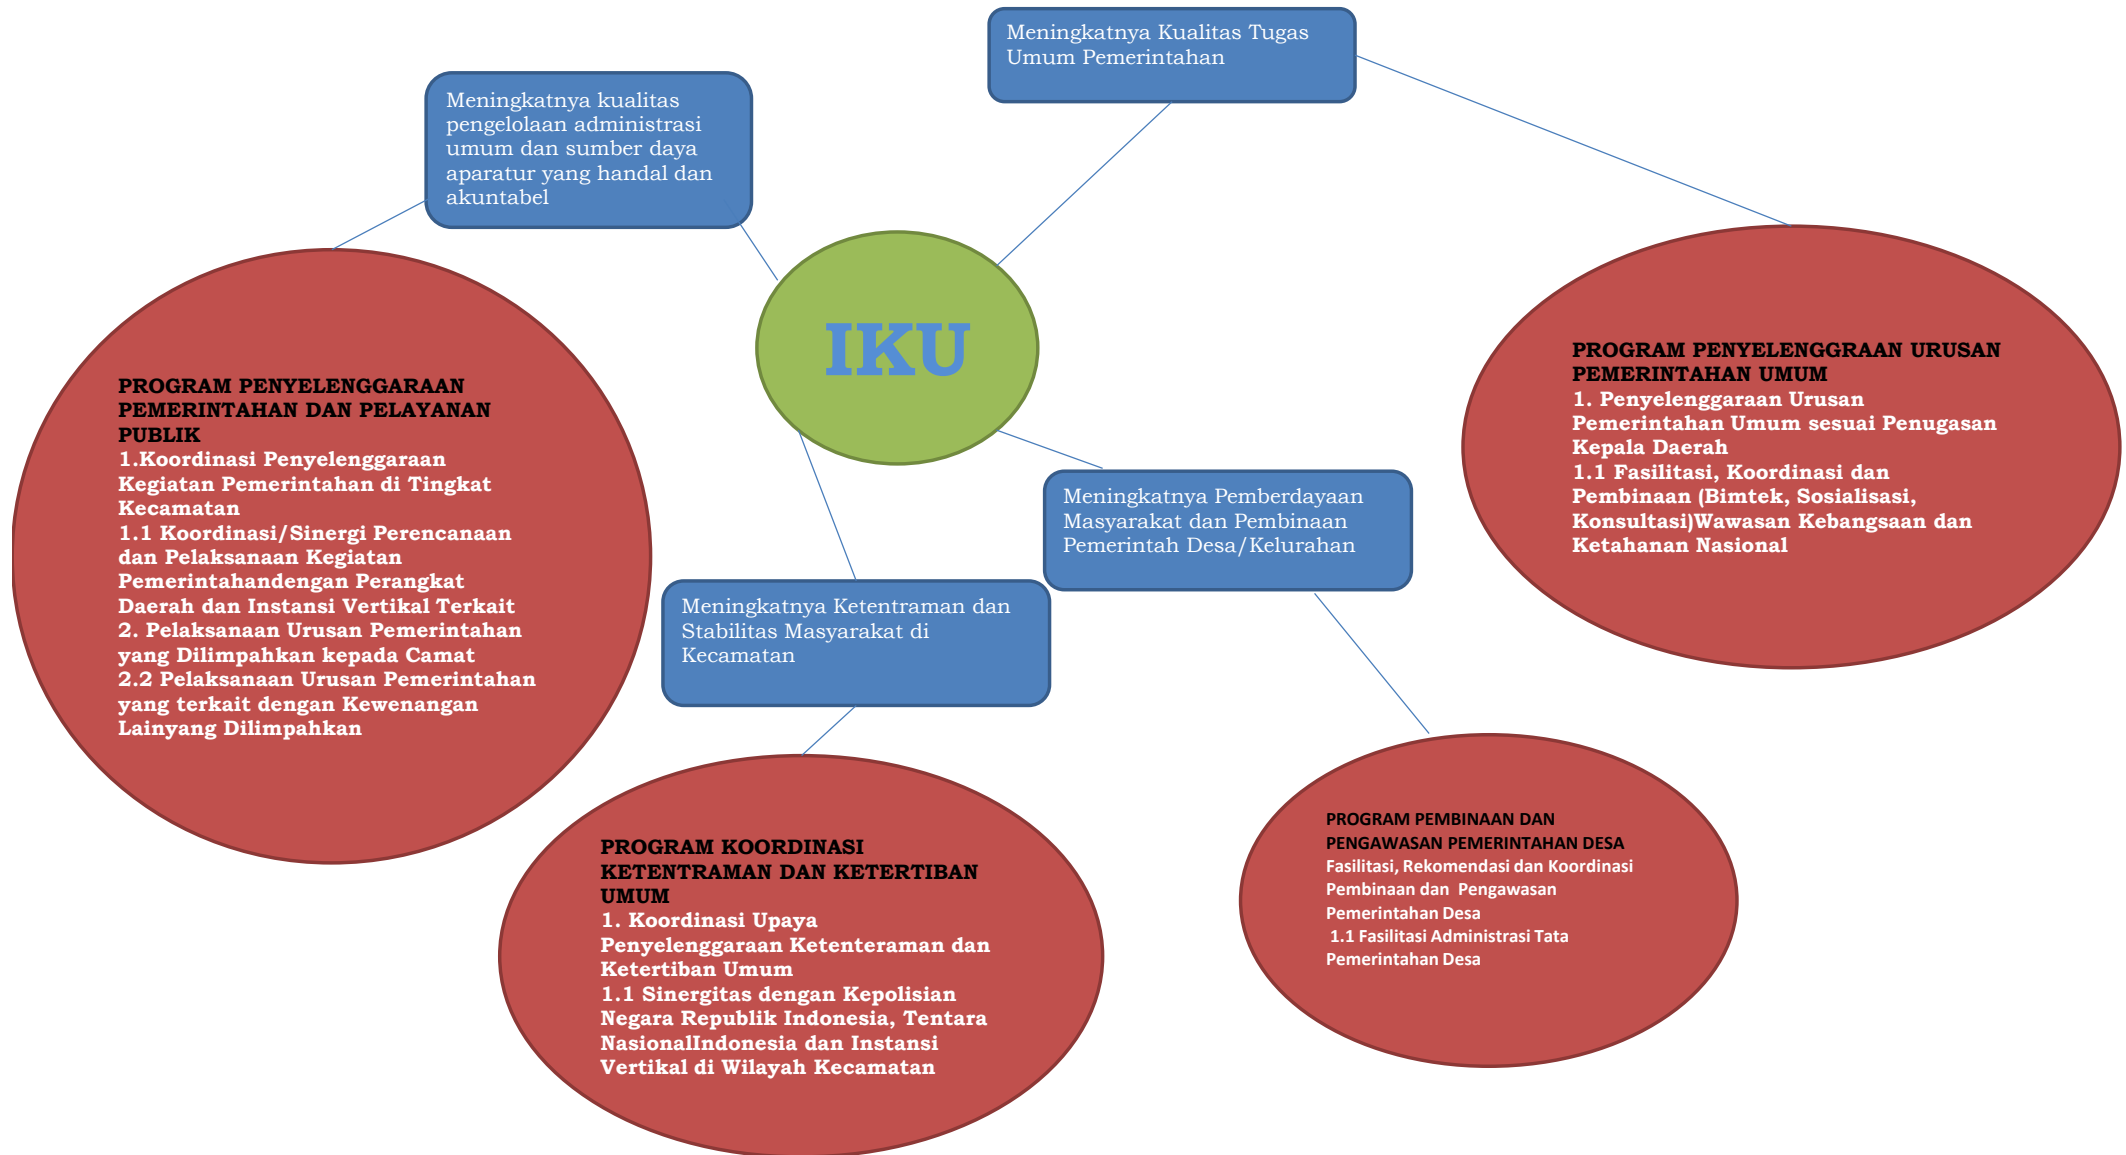 Meningkatnya Kualitas Tugas
Umum Pemerintahan
Meningkatnya kualitas
pengelolaan administrasi
umum dan sumber daya
aparatur yang handal dan
akuntabel
IKU
PROGRAM PENYELENGGARAAN
PEMERINTAHAN DAN PELAYANAN
PUBLIK
1.Koordinasi Penyelenggaraan
Kegiatan Pemerintahan di Tingkat
Kecamatan
1.1 Koordinasi/Sinergi Perencanaan
dan Pelaksanaan Kegiatan
Pemerintahandengan Perangkat
Daerah dan Instansi Vertikal Terkait
2. Pelaksanaan Urusan Pemerintahan
yang Dilimpahkan kepada Camat
2.2 Pelaksanaan Urusan Pemerintahan
yang terkait dengan Kewenangan
Lainyang Dilimpahkan
PROGRAM PENYELENGGRAAN URUSAN
PEMERINTAHAN UMUM
1. Penyelenggaraan Urusan
Pemerintahan Umum sesuai Penugasan
Kepala Daerah
1.1 Fasilitasi, Koordinasi dan
Pembinaan (Bimtek, Sosialisasi,
Konsultasi)Wawasan Kebangsaan dan
Ketahanan Nasional
Meningkatnya Pemberdayaan
Masyarakat dan Pembinaan
Pemerintah Desa/Kelurahan
Meningkatnya Ketentraman dan
Stabilitas Masyarakat di
Kecamatan
PROGRAM KOORDINASI
KETENTRAMAN DAN KETERTIBAN
UMUM
1. Koordinasi Upaya
Penyelenggaraan Ketenteraman dan
Ketertiban Umum
1.1 Sinergitas dengan Kepolisian
Negara Republik Indonesia, Tentara
NasionalIndonesia dan Instansi
Vertikal di Wilayah Kecamatan
PROGRAM PEMBINAAN DAN
PENGAWASAN PEMERINTAHAN DESA
Fasilitasi, Rekomendasi dan Koordinasi
Pembinaan dan Pengawasan
Pemerintahan Desa
1.1 Fasilitasi Administrasi Tata
Pemerintahan Desa